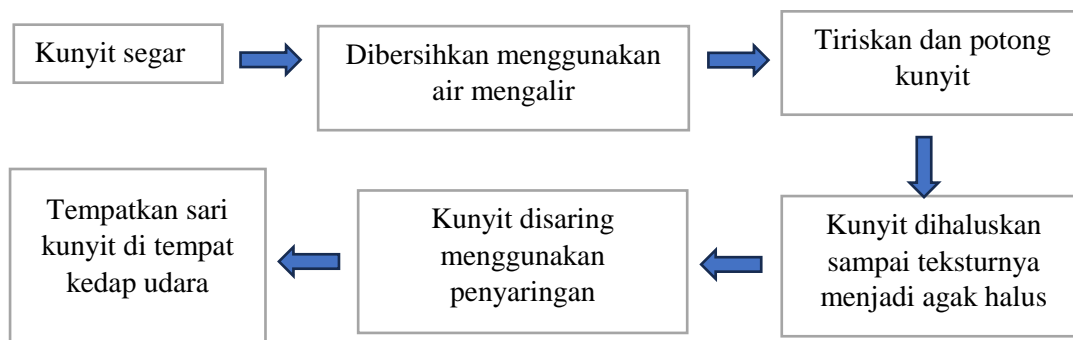 Kunyit segar
Dibersihkan menggunakan
air mengalir
Tiriskan dan potong
kunyit
Kunyit dihaluskan
sampai teksturnya
menjadi agak halus
Kunyit disaring
menggunakan
penyaringan
Tempatkan sari
kunyit di tempat
kedap udara